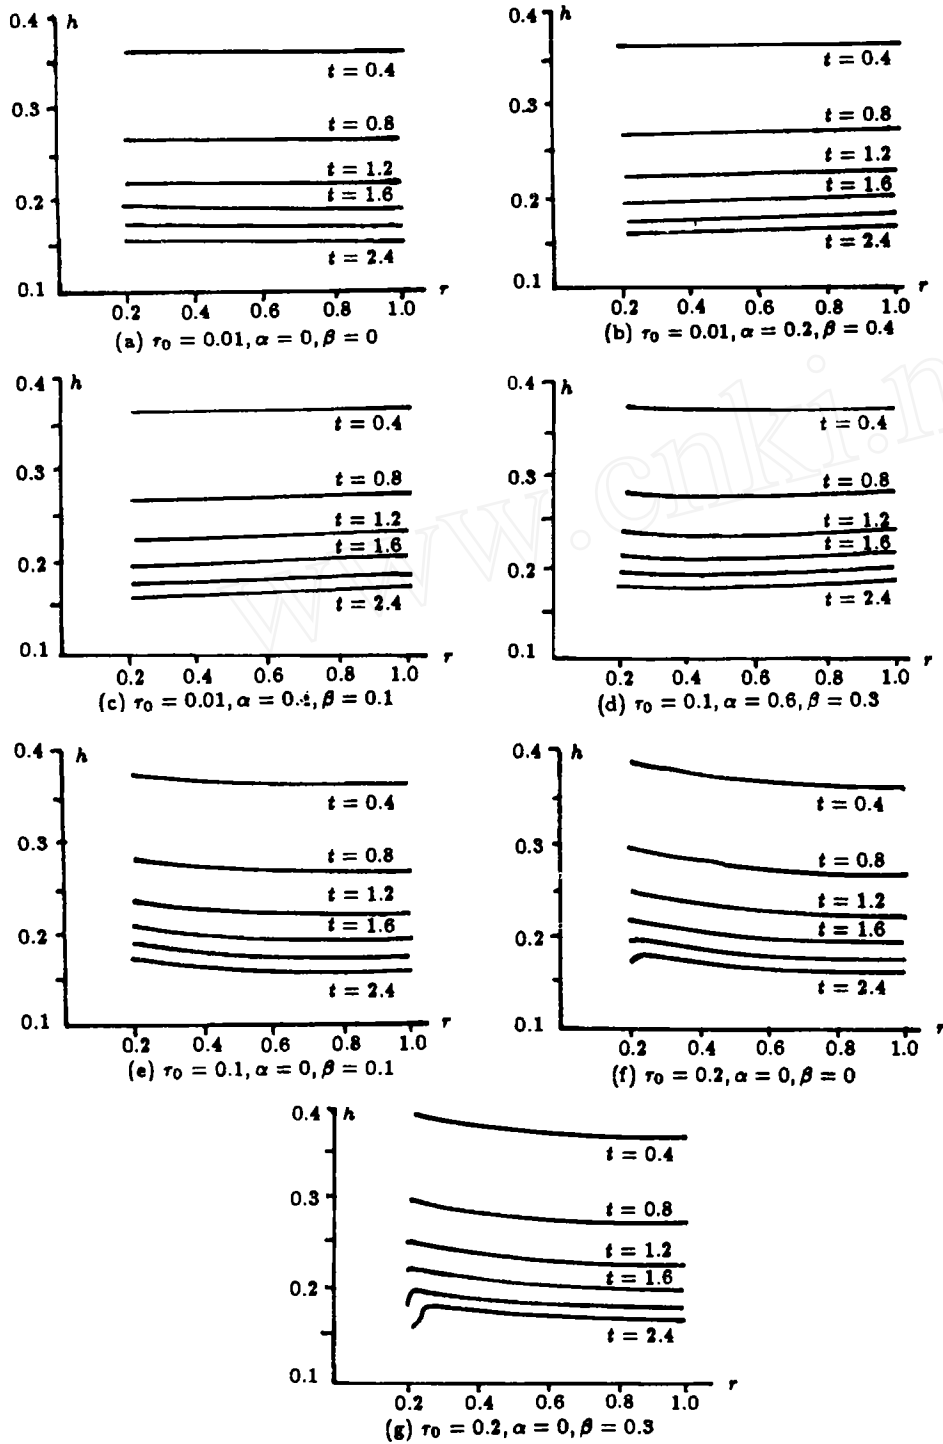 0.4 h
t = 0.4
0.3
t = 0.8
t = 1.2
0.2
t = 1.6
t = 2.4
0.1
0.2 0.4 0.6 0.8 1.0 r
(a) τ₀ = 0.01, α = 0, β = 0
0.4 h
t = 0.4
0.3
t = 0.8
t = 1.2
0.2
t = 1.6
t = 2.4
0.1
0.2 0.4 0.6 0.8 1.0 r
(b) τ₀ = 0.01, α = 0.2, β = 0.4
0.4 h
t = 0.4
0.3
t = 0.8
t = 1.2
t = 1.6
0.2
t = 2.4
0.1
0.2 0.4 0.6 0.8 1.0 r
(c) τ₀ = 0.01, β = 0.1
0.4 h
t = 0.4
0.3
t = 0.8
t = 1.2
t = 1.6
0.2
t = 2.4
0.1
0.2 0.4 0.6 0.8 1.0 r
(d) τ₀ = 0.1, α = 0.6, β = 0.3
0.4 h
t = 0.4
0.3
t = 0.8
t = 1.2
t = 1.6
0.2
t = 2.4
0.1
0.2 0.4 0.6 0.8 1.0 r
(e) τ₀ = 0.1, α = 0, β = 0.1
0.4 h
t = 0.4
0.3
t = 0.8
t = 1.2
t = 1.6
0.2
t = 2.4
0.1
0.2 0.4 0.6 0.8 1.0 r
(f) τ₀ = 0.2, α = 0, β = 0
0.4 h
t = 0.4
0.3
t = 0.8
t = 1.2
t = 1.6
0.2
t = 2.4
0.1
0.2 0.4 0.6 0.8 1.0 r
(g) τ₀ = 0.2, α = 0, β = 0.3
www.cnki.n